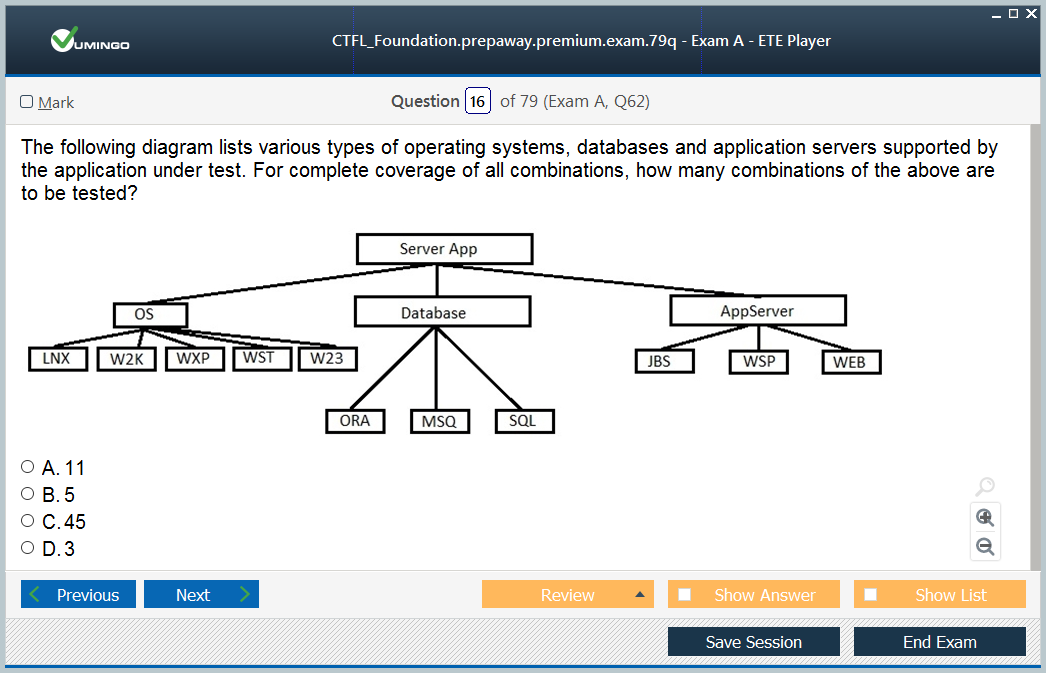 VUMINGO
CTFL_Foundation.prepaway.premium.exam.79q - Exam A - ETE Player
Mark
Question 16 of 79 (Exam A, Q62)
The following diagram lists various types of operating systems, databases and application servers supported by
the application under test. For complete coverage of all combinations, how many combinations of the above are
to be tested?
Server App
OS
Database
AppServer
LNX W2K WXP WST W23
JBS WSP WEB
ORA MSQ SQL
A. 11
B. 5
C. 45
D. 3
Previous Next Review Show Answer Show List
Save Session End Exam